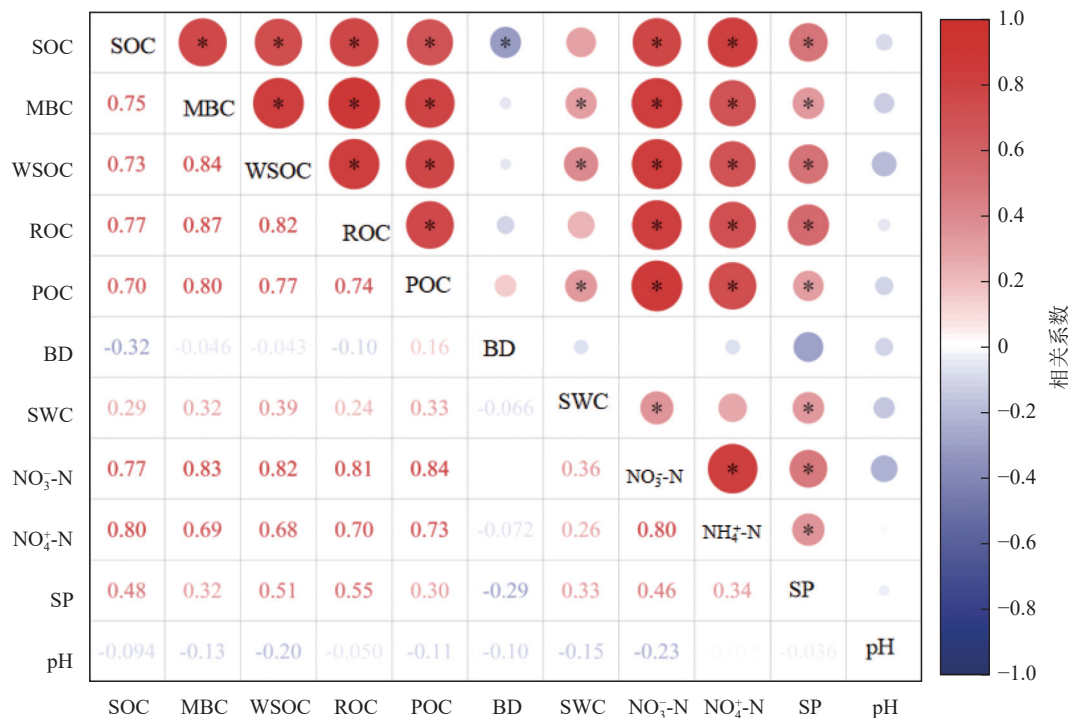 SOC SOC * * * * * * * *
MBC 0.75 MBC * * * * * * *
WSOC 0.73 0.84 WSOC * * * * * *
ROC 0.77 0.87 0.82 ROC * * * *
POC 0.70 0.80 0.77 0.74 POC * * * *
BD -0.32 -0.046 -0.043 -0.10 0.16 BD
SWC 0.29 0.32 0.39 0.24 0.33 -0.066 SWC * *
NO₃⁻-N 0.77 0.83 0.82 0.81 0.84 0.36 NO₃⁻-N * *
NO₄⁺-N 0.80 0.69 0.68 0.70 0.73 -0.072 0.26 0.80 NH₄⁺-N *
SP 0.48 0.32 0.51 0.55 0.30 -0.29 0.33 0.46 0.34 SP
pH -0.094 -0.13 -0.20 -0.050 -0.11 -0.10 -0.15 -0.23 -0.036 pH
SOC MBC WSOC ROC POC BD SWC NO₃⁻-N NO₄⁺-N SP pH
1.0
0.8
0.6
0.4
0.2
0
−0.2
−0.4
−0.6
−0.8
−1.0
相关系数